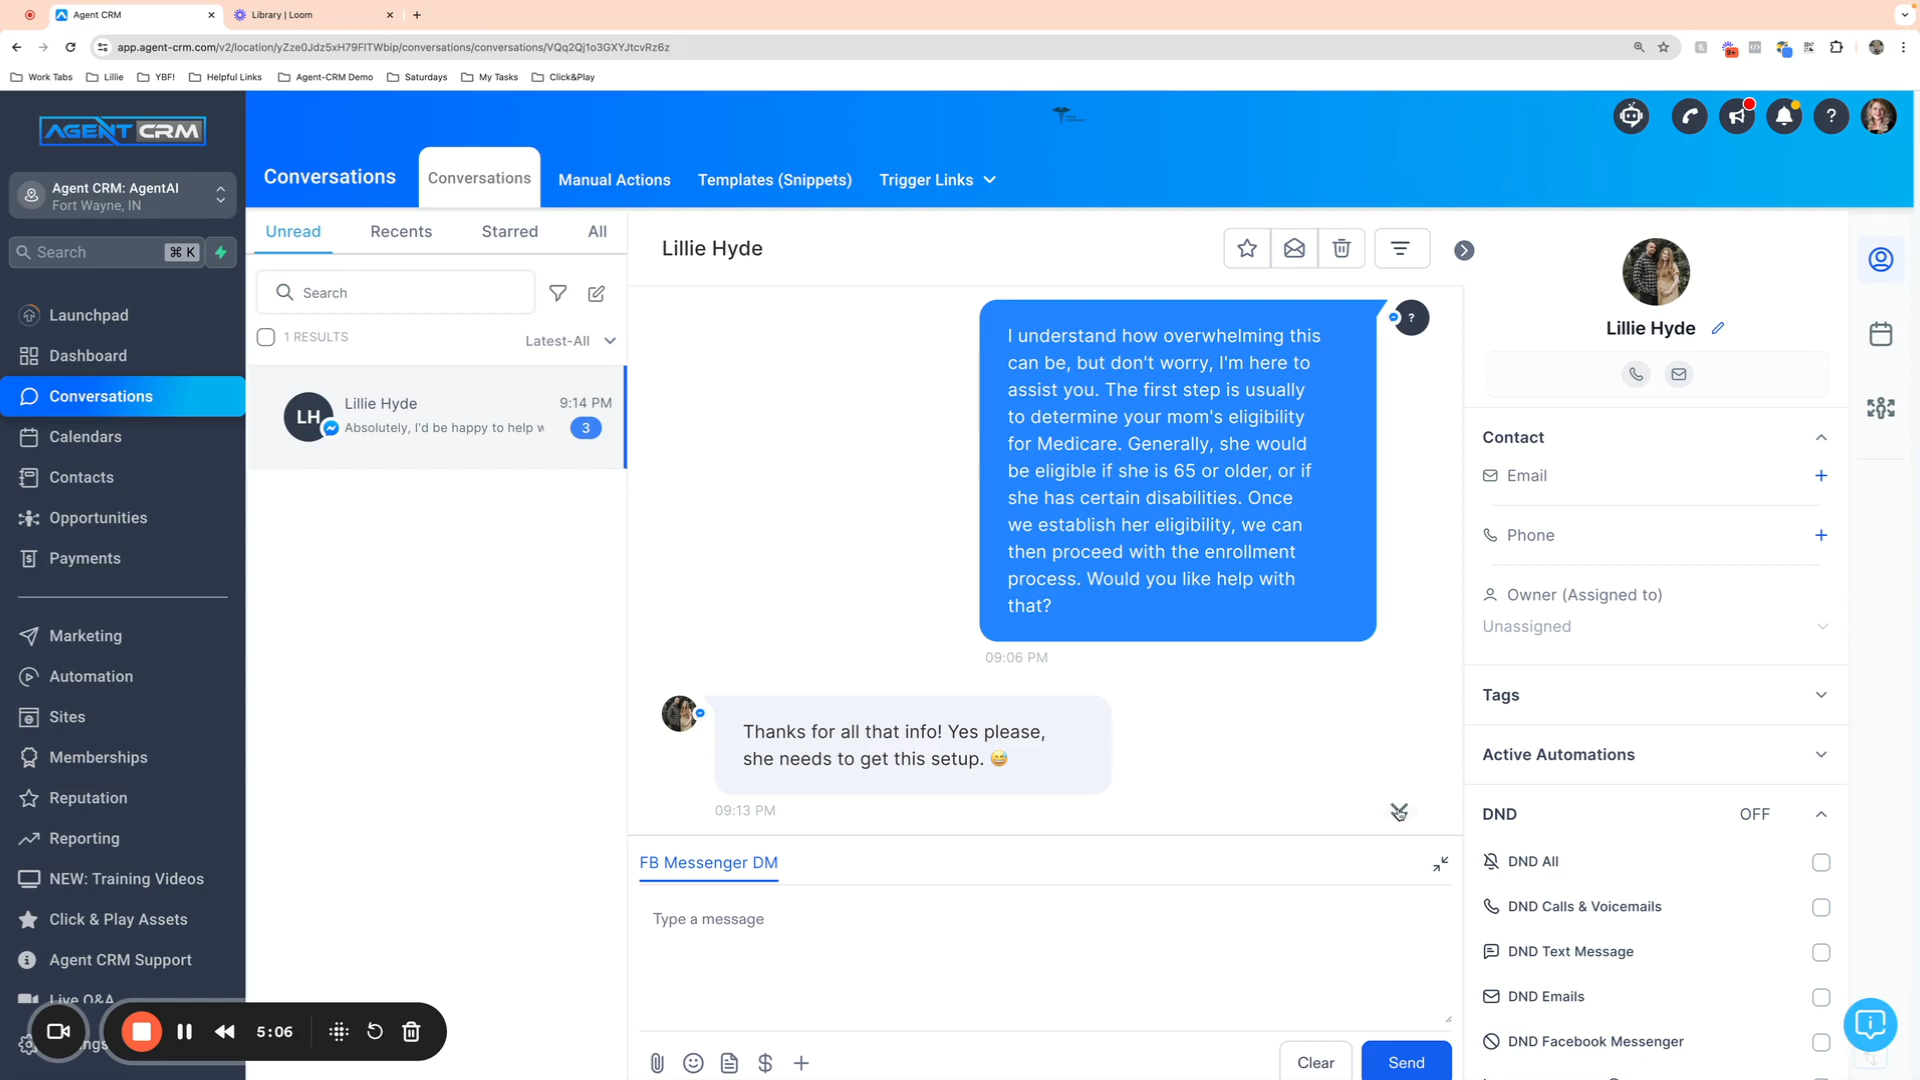 Agent CRM
Library | Loom
app.agent-crm.com/v2/location/yZze0Jdz5xH79FlTWbip/conversations/conversations/VQq2Qj1o3GXYJtcvRz6z
Work Tabs
Lillie
YBF!
Helpful Links
Agent-CRM Demo
Saturdays
My Tasks
Click&Play
9+
AGENT CRM
Agent CRM: AgentAI
Fort Wayne, IN
Search
⌘ K
Launchpad
Dashboard
Conversations
Calendars
Contacts
Opportunities
Payments
Marketing
Automation
Sites
Memberships
Reputation
Reporting
NEW: Training Videos
Click & Play Assets
Agent CRM Support
Live Q&A
5:06
Conversations
Conversations
Manual Actions
Templates (Snippets)
Trigger Links
?
Unread
Recents
Starred
All
Search
1 RESULTS
Latest-All
LH
Lillie Hyde
9:14 PM
Absolutely, I'd be happy to help w
3
Lillie Hyde
?
I understand how overwhelming this
can be, but don't worry, I'm here to
assist you. The first step is usually
to determine your mom's eligibility
for Medicare. Generally, she would
be eligible if she is 65 or older, or if
she has certain disabilities. Once
we establish her eligibility, we can
then proceed with the enrollment
process. Would you like help with
that?
09:06 PM
Thanks for all that info! Yes please,
she needs to get this setup. 😅
09:13 PM
FB Messenger DM
Type a message
Clear
Send
Lillie Hyde
Contact
Email
Phone
Owner (Assigned to)
Unassigned
Tags
Active Automations
DND
OFF
DND All
DND Calls & Voicemails
DND Text Message
DND Emails
DND Facebook Messenger